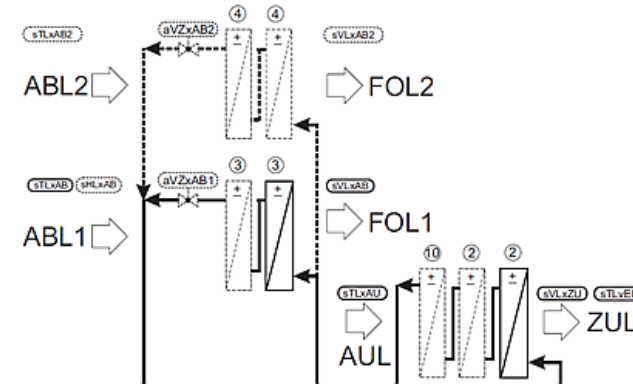 ④ ④
sTLxAB2 aVZxAB2 sVLxAB2
± ±
ABL2 FOL2
③ ③
sTLxAB sHLxAB aVZxAB1 sVLxAB
± ±
ABL1 FOL1
⑩ ② ②
± ± ±
sTLxAU sVLxZU
AUL ZUL